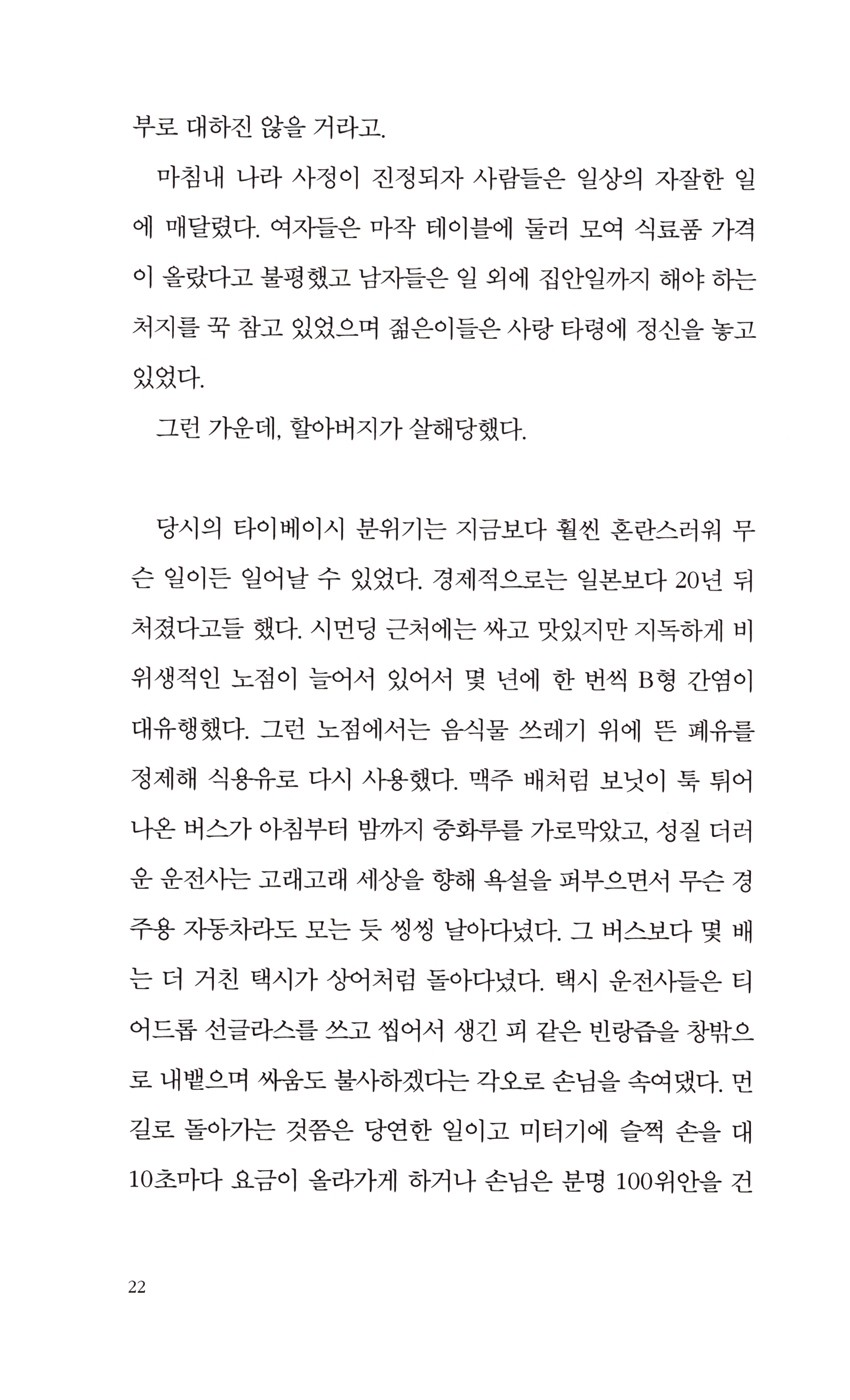 부로 대하진 않을 거라고.
마침내 나라 사정이 진정되자 사람들은 일상의 자잘한 일
에 매달렸다. 여자들은 마작 테이블에 둘러 모여 식료품 가격
이 올랐다고 불평했고 남자들은 일 외에 집안일까지 해야 하는
처지를 꾹 참고 있었으며 젊은이들은 사랑 타령에 정신을 놓고
있었다.
그런 가운데, 할아버지가 살해당했다.
당시의 타이베이시 분위기는 지금보다 훨씬 혼란스러워 무
슨 일이든 일어날 수 있었다. 경제적으로는 일본보다 20년 뒤
처졌다고들 했다. 시먼딩 근처에는 싸고 맛있지만 지독하게 비
위생적인 노점이 늘어서 있어서 몇 년에 한 번씩 B형 간염이
대유행했다. 그런 노점에서는 음식물 쓰레기 위에 뜬 폐유를
정제해 식용유로 다시 사용했다. 맥주 배처럼 보닛이 툭 튀어
나온 버스가 아침부터 밤까지 중화루를 가로막았고, 성질 더러
운 운전사는 고래고래 세상을 향해 욕설을 퍼부으면서 무슨 경
주용 자동차라도 모는 듯 씽씽 날아다녔다. 그 버스보다 몇 배
는 더 거친 택시가 상어처럼 돌아다녔다. 택시 운전사들은 티
어드롭 선글라스를 쓰고 씹어서 생긴 피 같은 빈랑즙을 창밖으
로 내뱉으며 싸움도 불사하겠다는 각오로 손님을 속여댔다. 먼
길로 돌아가는 것쯤은 당연한 일이고 미터기에 슬쩍 손을 대
10초마다 요금이 올라가게 하거나 손님은 분명 100위안을 건
22